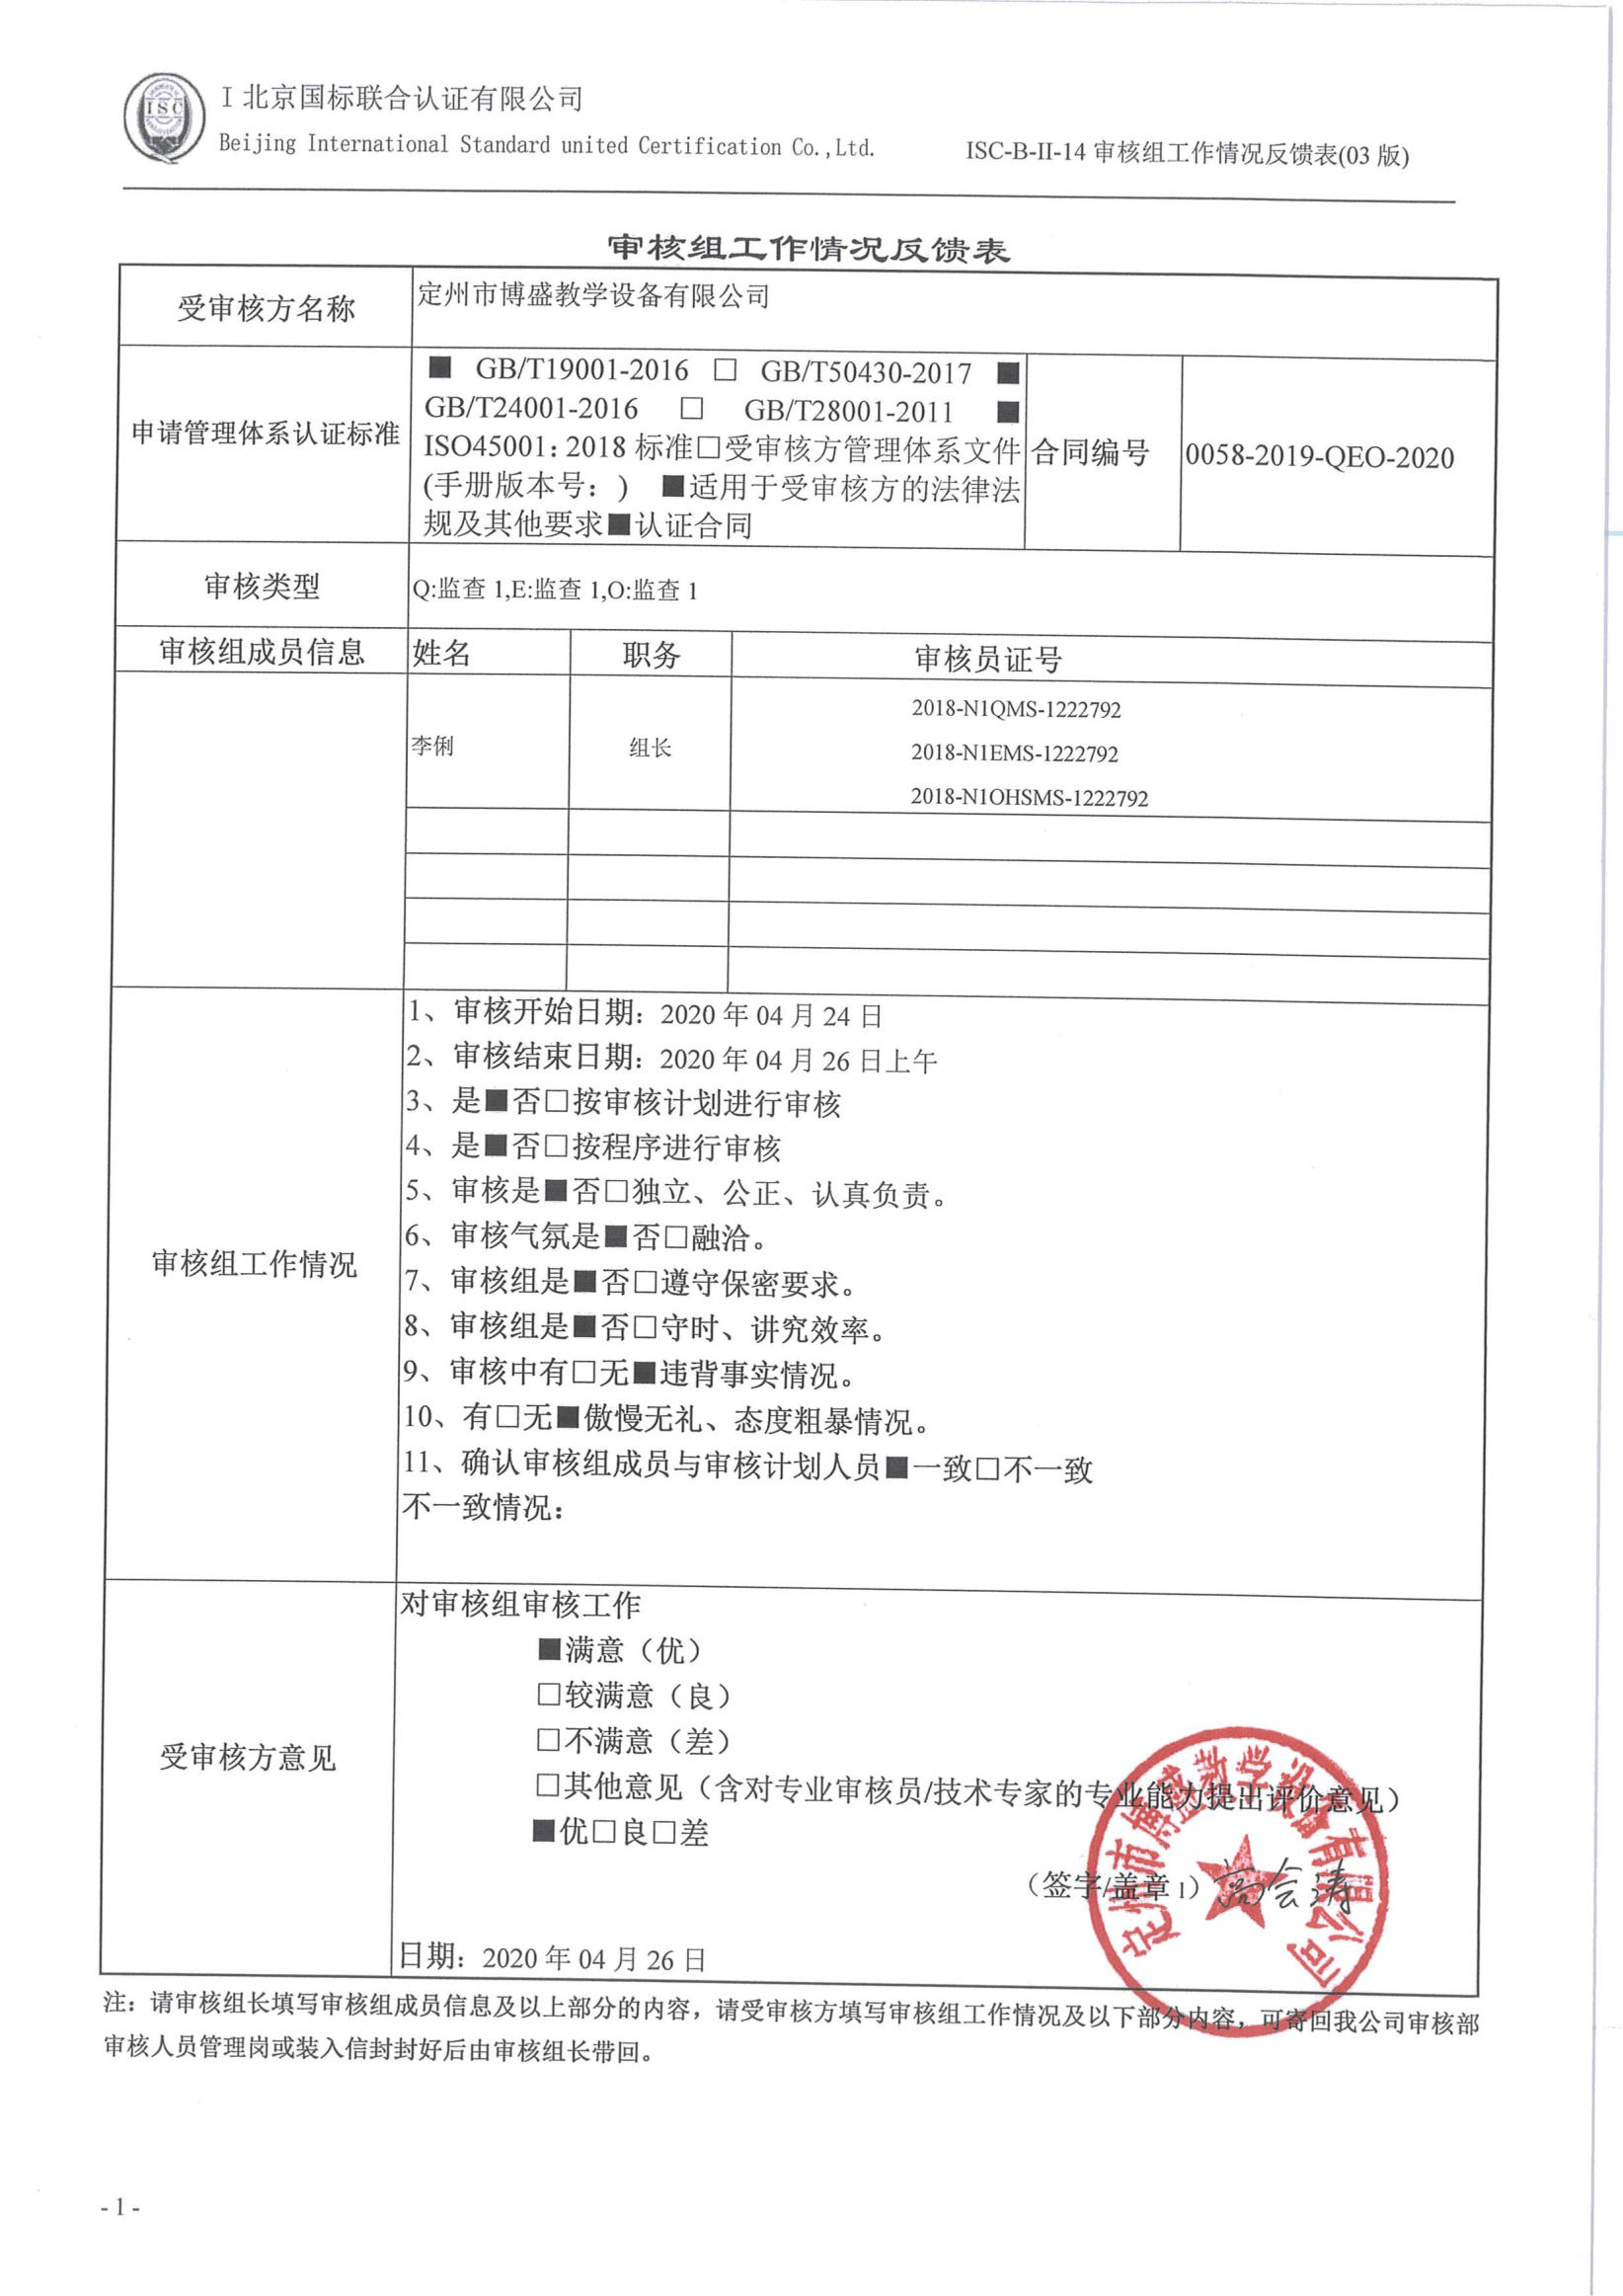 ISC
I 北京国标联合认证有限公司
Beijing International Standard united Certification Co.,Ltd.
ISC-B-II-14 审核组工作情况反馈表(03 版)
审核组工作情况反馈表
受审核方名称
定州市博盛教学设备有限公司
申请管理体系认证标准
■ GB/T19001-2016 □ GB/T50430-2017 ■
GB/T24001-2016 □ GB/T28001-2011 ■
ISO45001：2018 标准□受审核方管理体系文件
(手册版本号： ) ■适用于受审核方的法律法
规及其他要求■认证合同
合同编号
0058-2019-QEO-2020
审核类型
Q:监查 1,E:监查 1,O:监查 1
审核组成员信息
姓名
职务
审核员证号
李俐
组长
2018-N1QMS-1222792
2018-N1EMS-1222792
2018-N1OHSMS-1222792
审核组工作情况
1、审核开始日期：2020 年 04 月 24 日
2、审核结束日期：2020 年 04 月 26 日上午
3、是■否□按审核计划进行审核
4、是■否□按程序进行审核
5、审核是■否□独立、公正、认真负责。
6、审核气氛是■否□融洽。
7、审核组是■否□遵守保密要求。
8、审核组是■否□守时、讲究效率。
9、审核中有□无■违背事实情况。
10、有□无■傲慢无礼、态度粗暴情况。
11、确认审核组成员与审核计划人员■一致□不一致
不一致情况：
受审核方意见
对审核组审核工作
■满意（优）
□较满意（良）
□不满意（差）
□其他意见（含对专业审核员/技术专家的专业能力提出评价意见）
■优□良□差
（签字/盖章 1）高会涛
定州市博盛教学设备有限公司
日期：2020 年 04 月 26 日
注：请审核组长填写审核组成员信息及以上部分的内容，请受审核方填写审核组工作情况及以下部分内容，可寄回我公司审核部
审核人员管理岗或装入信封封好后由审核组长带回。
- 1 -